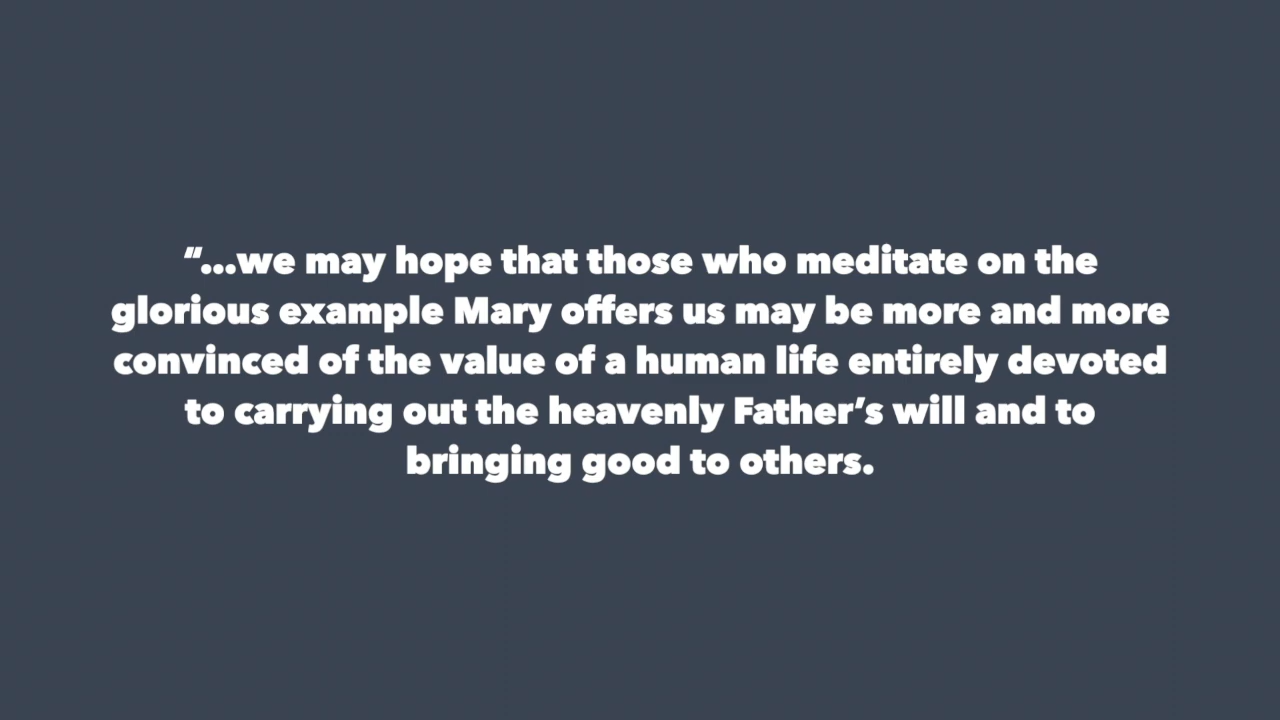 “...we may hope that those who meditate on the
glorious example Mary offers us may be more and more
convinced of the value of a human life entirely devoted
to carrying out the heavenly Father’s will and to
bringing good to others.